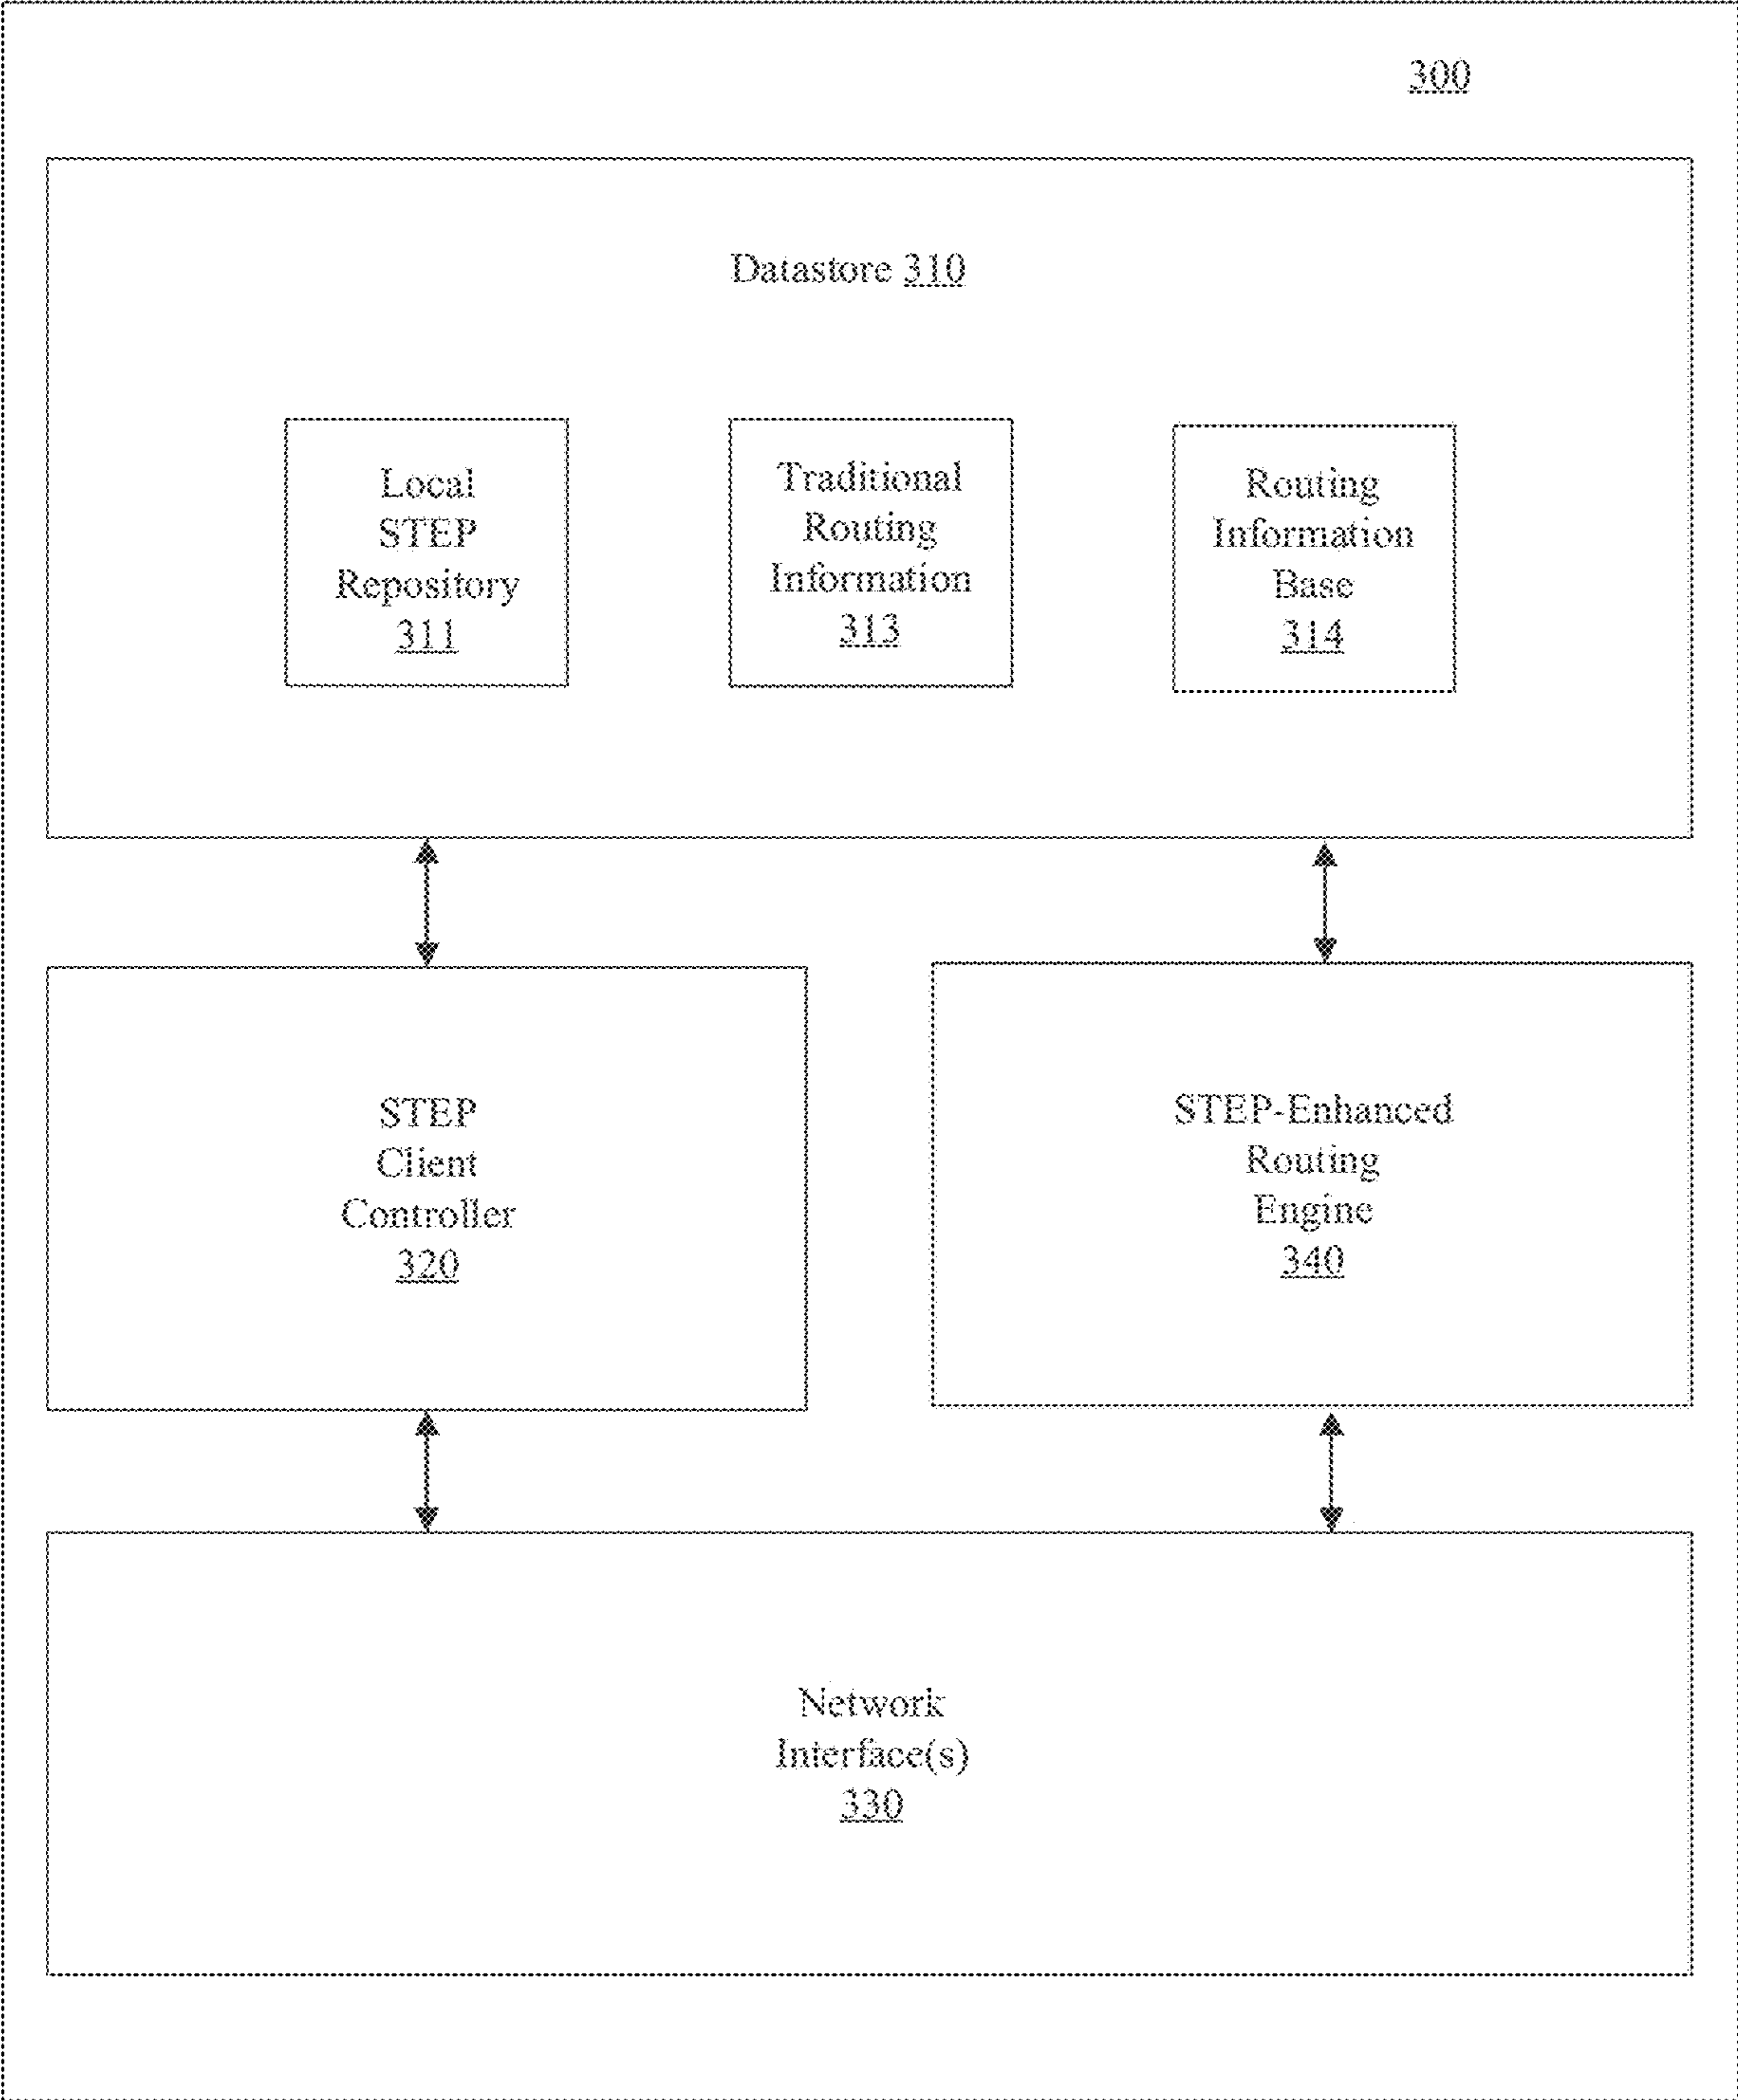 300
Datastore 310
Local
STEP
Repository
311
Traditional
Routing
Information
313
Routing
Information
Base
314
STEP
Client
Controller
320
STEP-Enhanced
Routing
Engine
340
Network
Interface(s)
330